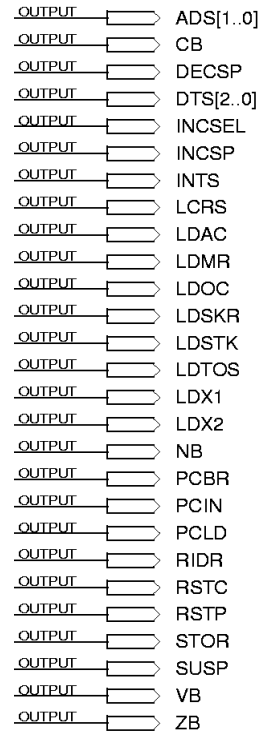 OUTPUT ADS[1..0]
OUTPUT CB
OUTPUT DECSP
OUTPUT DTS[2..0]
OUTPUT INCSEL
OUTPUT INCSP
OUTPUT INTS
OUTPUT LCRS
OUTPUT LDAC
OUTPUT LDMR
OUTPUT LDOC
OUTPUT LDSKR
OUTPUT LDSTK
OUTPUT LDTOS
OUTPUT LDX1
OUTPUT LDX2
OUTPUT NB
OUTPUT PCBR
OUTPUT PCIN
OUTPUT PCLD
OUTPUT RIDR
OUTPUT RSTC
OUTPUT RSTP
OUTPUT STOR
OUTPUT SUSP
OUTPUT VB
OUTPUT ZB